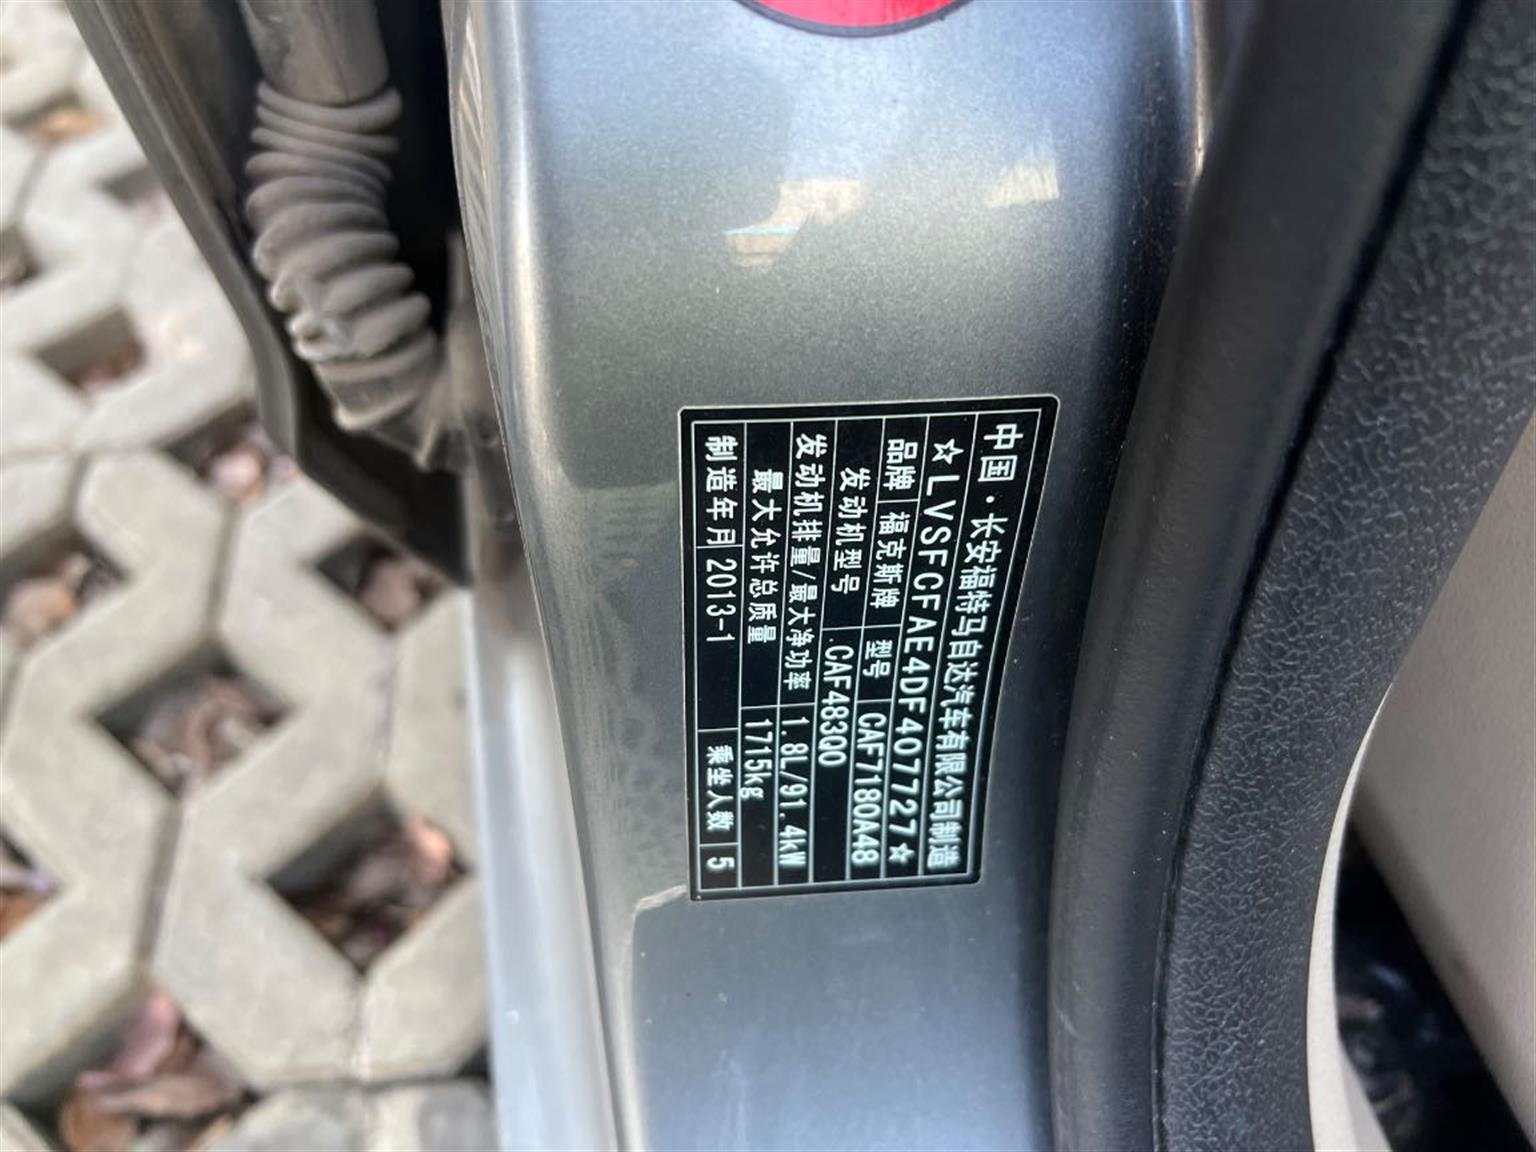 中国·长安福特马自达汽车有限公司制造
☆LVSFCFAE4DF407727☆
品牌 福克斯牌 型号 CAF7180A48
发动机型号 CAF483Q0
发动机排量/最大净功率 1.8L/91.4kW
最大允许总质量 1715kg
制造年月 2013-1 乘坐人数 5